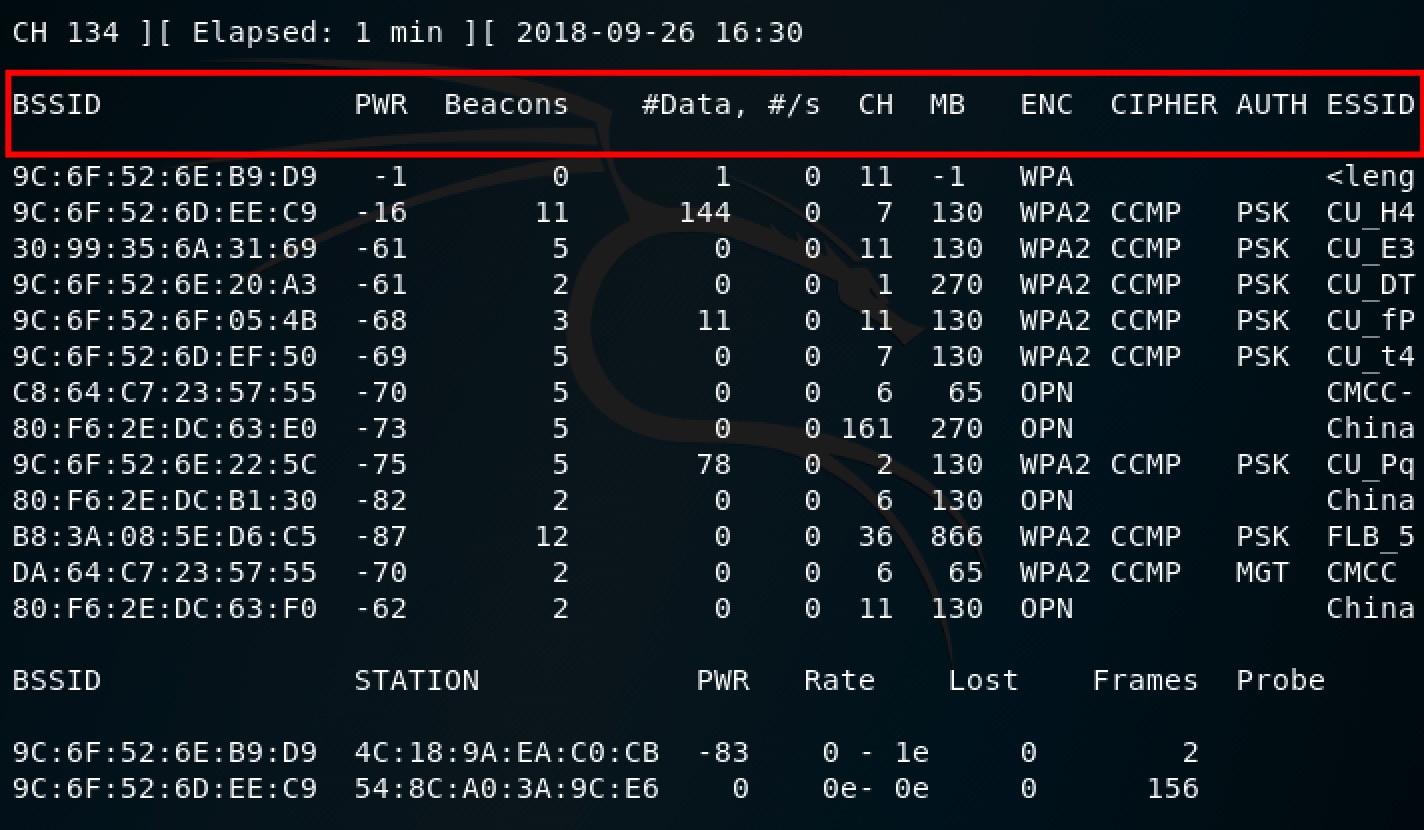 CH 134 ][ Elapsed: 1 min ][ 2018-09-26 16:30
BSSID PWR Beacons #Data, #/s CH MB ENC CIPHER AUTH ESSID
9C:6F:52:6E:B9:D9 -1 0 1 0 11 -1 WPA <leng
9C:6F:52:6D:EE:C9 -16 11 144 0 7 130 WPA2 CCMP PSK CU_H4
30:99:35:6A:31:69 -61 5 0 0 11 130 WPA2 CCMP PSK CU_E3
9C:6F:52:6E:20:A3 -61 2 0 0 1 270 WPA2 CCMP PSK CU_DT
9C:6F:52:6F:05:4B -68 3 11 0 11 130 WPA2 CCMP PSK CU_fP
9C:6F:52:6D:EF:50 -69 5 0 0 7 130 WPA2 CCMP PSK CU_t4
C8:64:C7:23:57:55 -70 5 0 0 6 65 OPN CMCC-
80:F6:2E:DC:63:E0 -73 5 0 0 161 270 OPN China
9C:6F:52:6E:22:5C -75 5 78 0 2 130 WPA2 CCMP PSK CU_Pq
80:F6:2E:DC:B1:30 -82 2 0 0 6 130 OPN China
B8:3A:08:5E:D6:C5 -87 12 0 0 36 866 WPA2 CCMP PSK FLB_5
DA:64:C7:23:57:55 -70 2 0 0 6 65 WPA2 CCMP MGT CMCC
80:F6:2E:DC:63:F0 -62 2 0 0 11 130 OPN China
BSSID STATION PWR Rate Lost Frames Probe
9C:6F:52:6E:B9:D9 4C:18:9A:EA:C0:CB -83 0 - 1e 0 2
9C:6F:52:6D:EE:C9 54:8C:A0:3A:9C:E6 0 0e- 0e 0 156